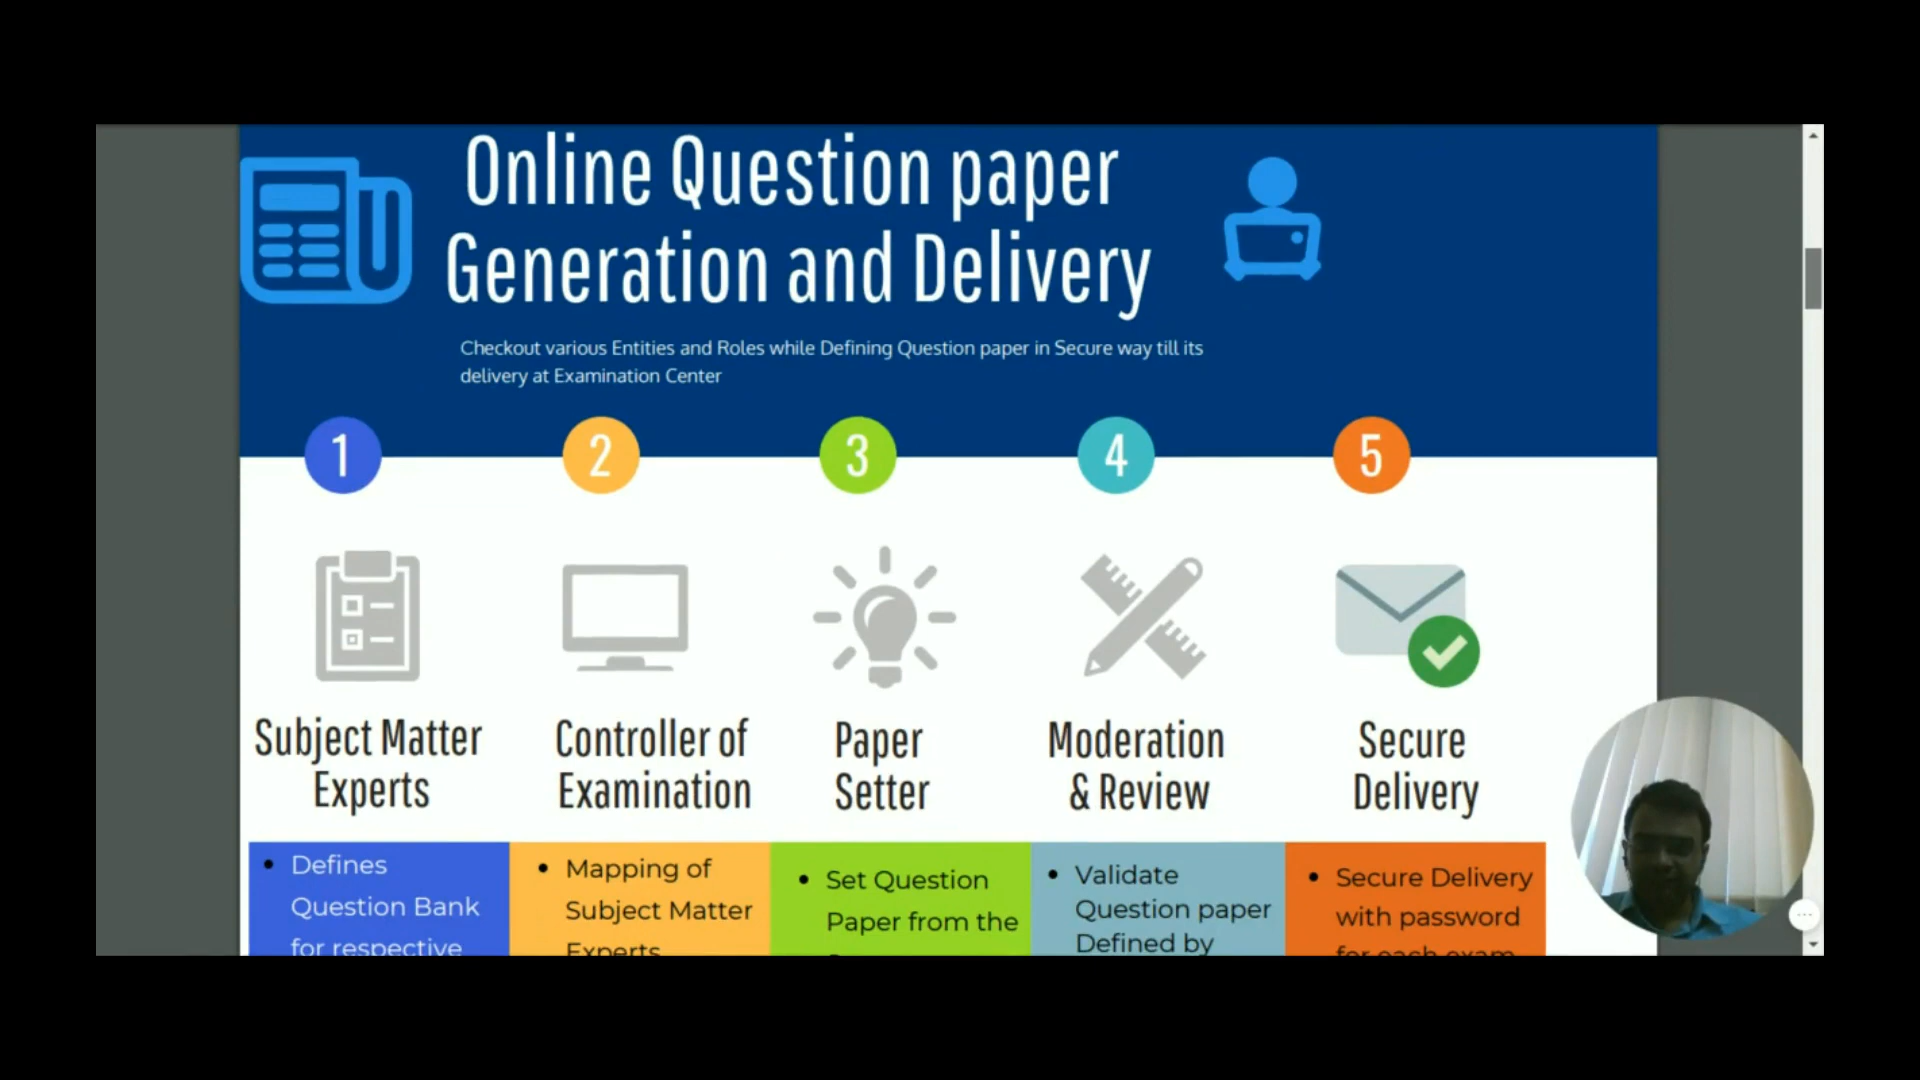 Online Question paper
Generation and Delivery
Checkout various Entities and Roles while Defining Question paper in Secure way till its
delivery at Examination Center
1
2
3
4
5
Subject Matter
Experts
Controller of
Examination
Paper
Setter
Moderation
& Review
Secure
Delivery
• Defines
Question Bank
for respective
• Mapping of
Subject Matter
Experts
• Set Question
Paper from the
• Validate
Question paper
Defined by
• Secure Delivery
with password
for each exam